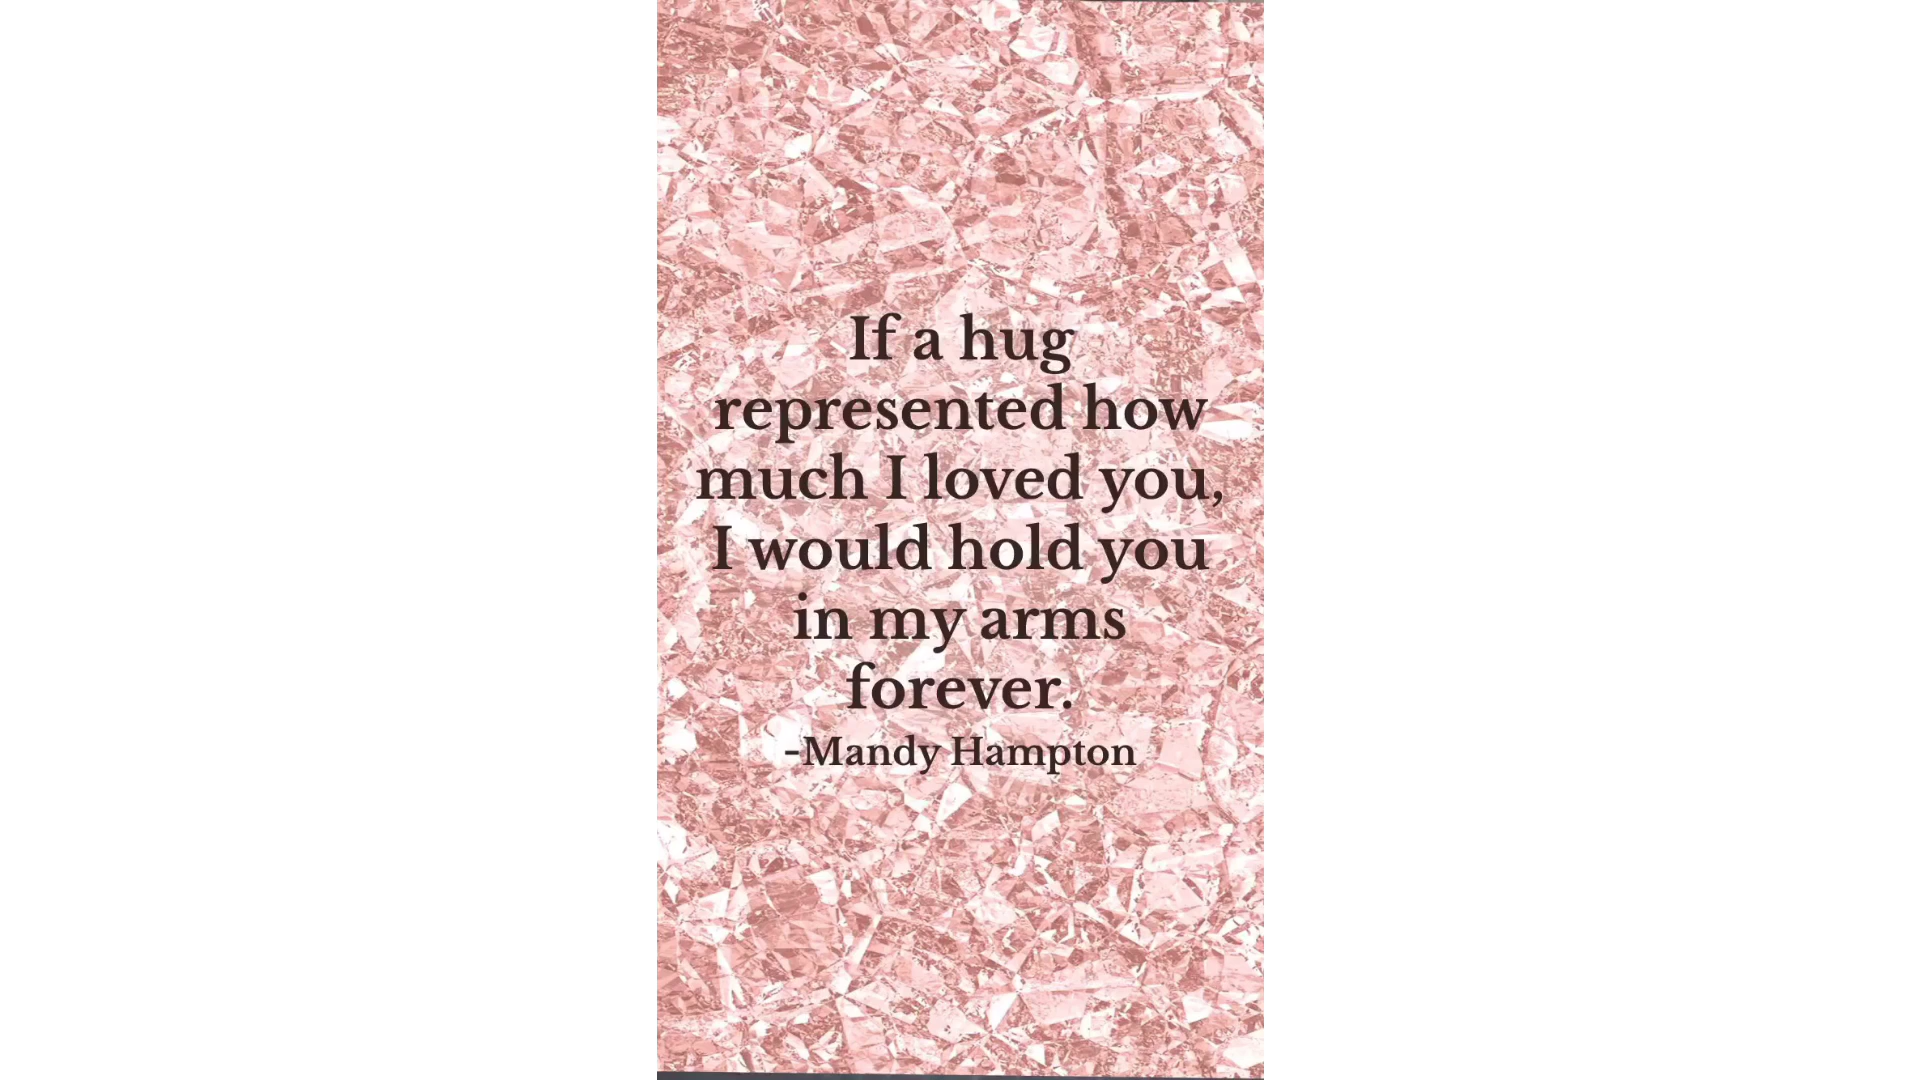 If a hug
represented how
much I loved you,
I would hold you
in my arms
forever.
-Mandy Hampton